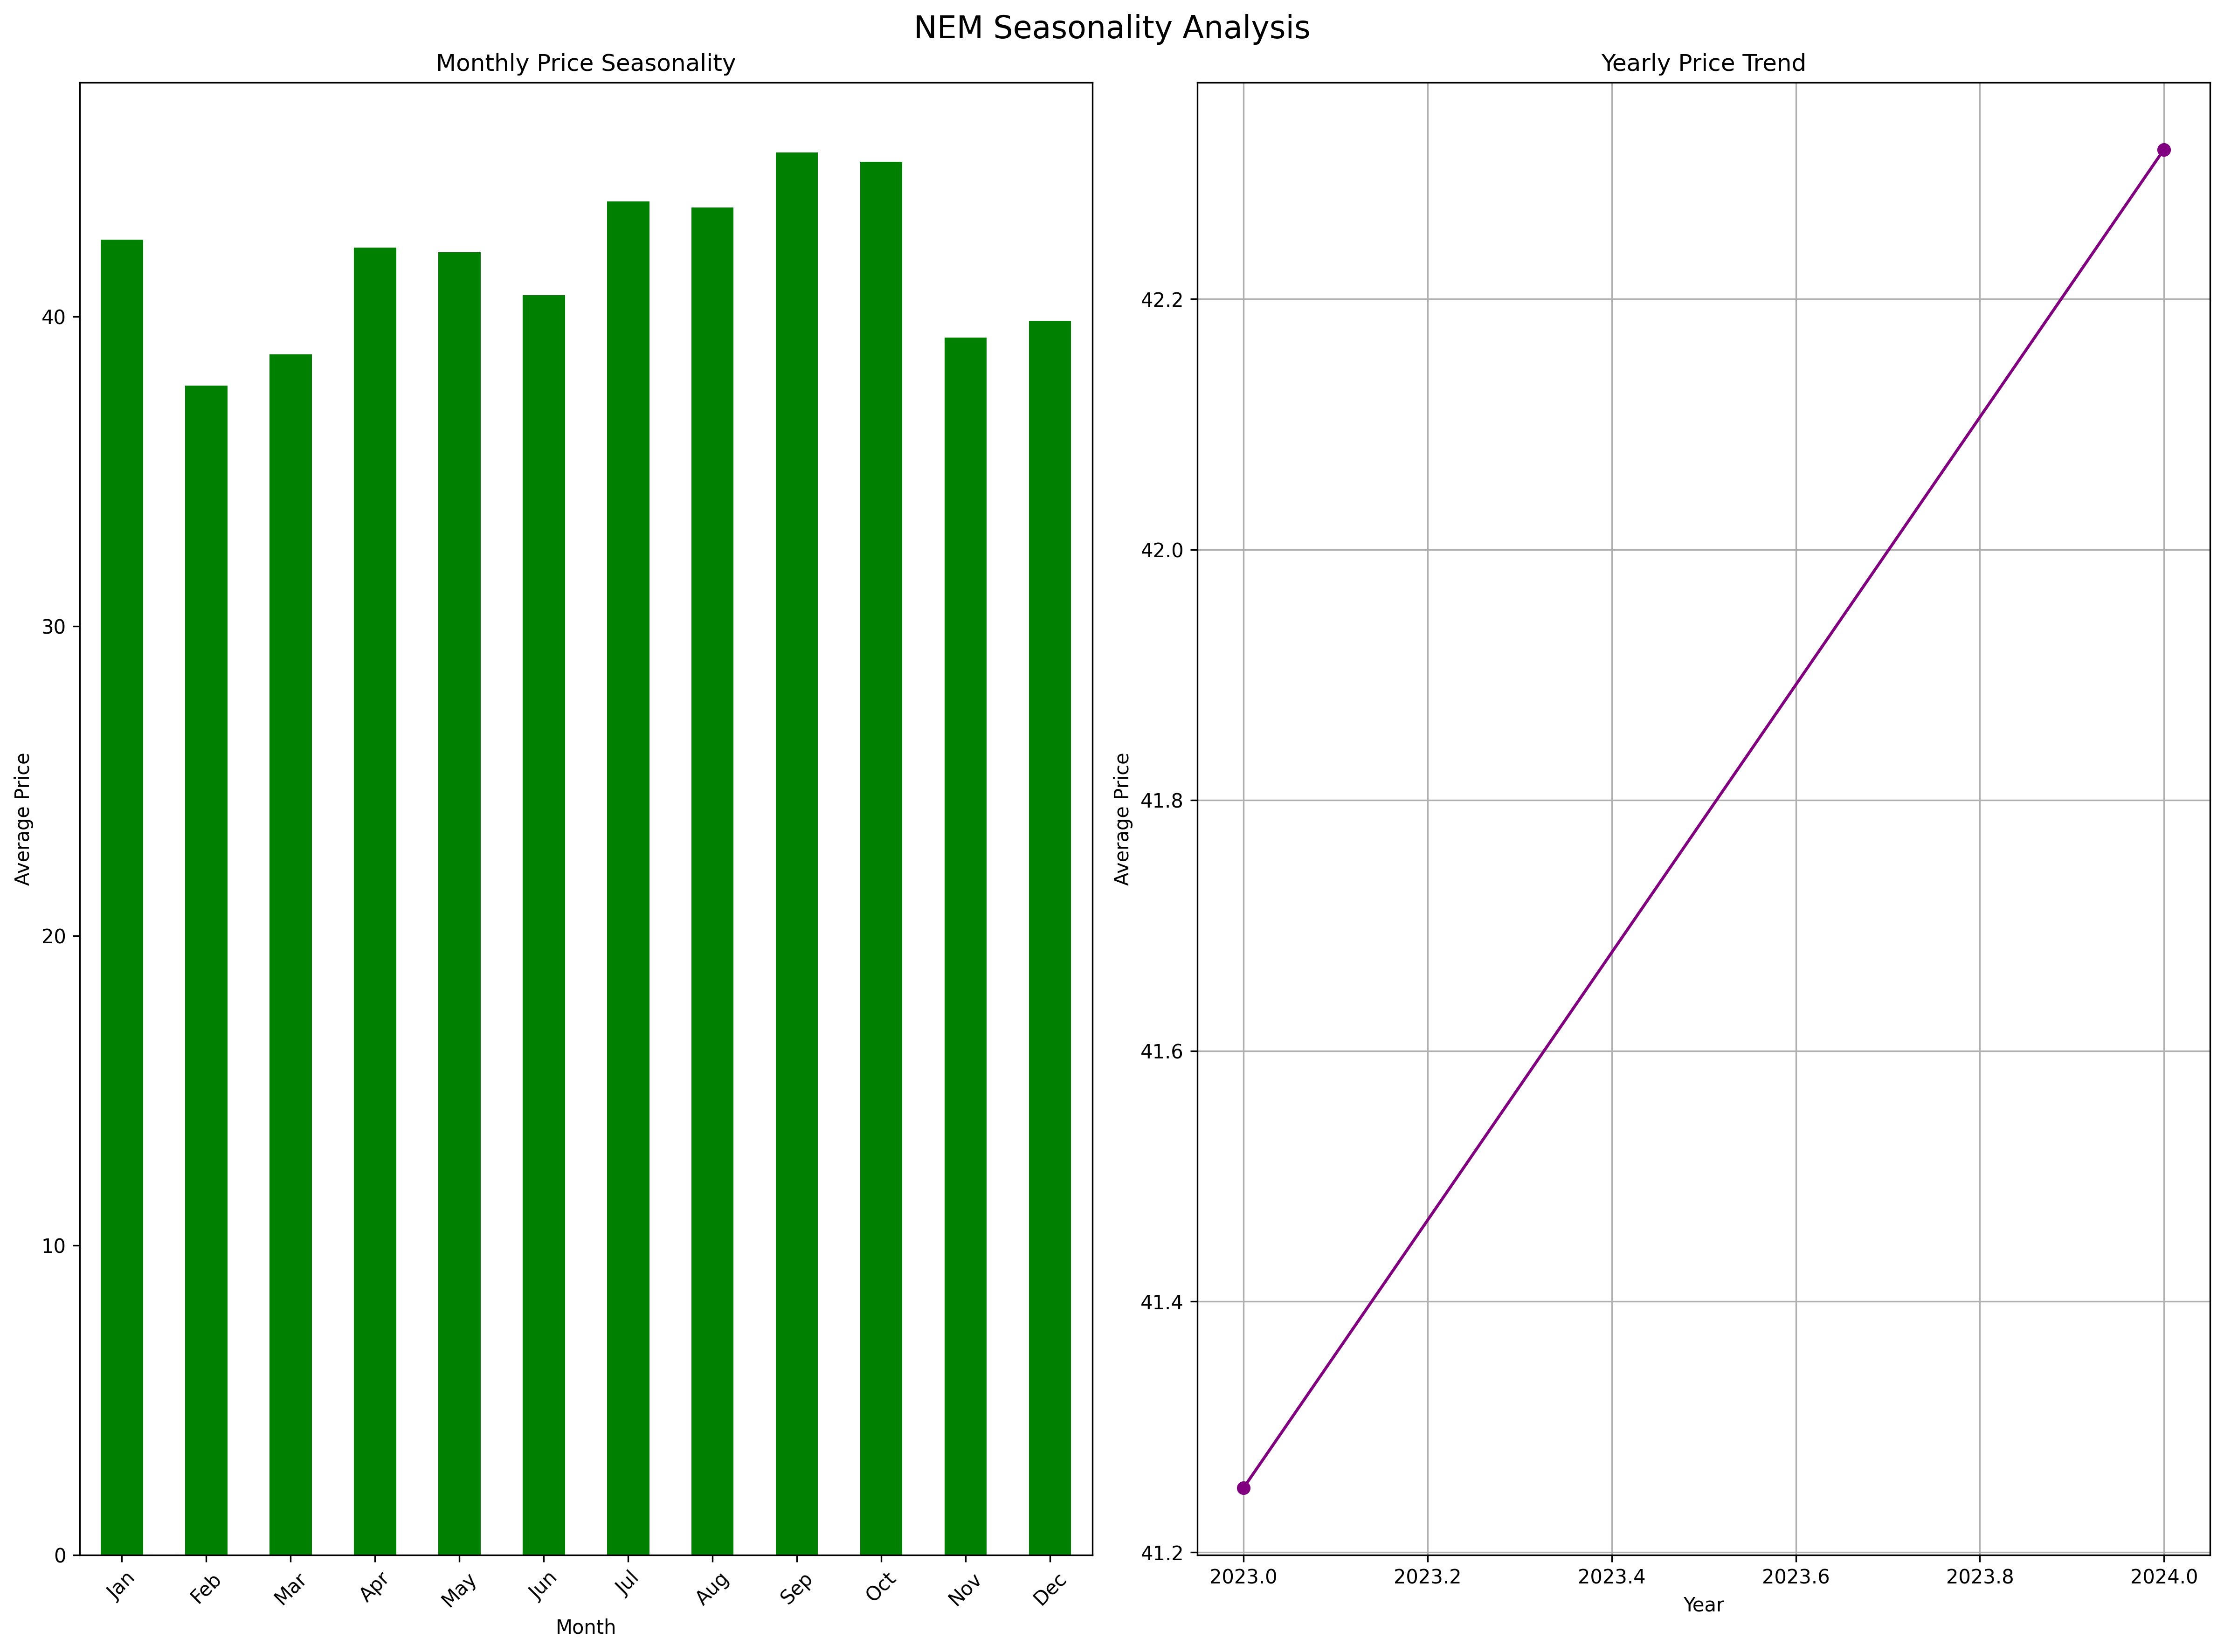 NEM Seasonality Analysis
Monthly Price Seasonality
Average Price
40
30
20
10
0
Jan Feb Mar Apr May Jun Jul Aug Sep Oct Nov Dec
Month
Yearly Price Trend
Average Price
42.2
42.0
41.8
41.6
41.4
41.2
2023.0 2023.2 2023.4 2023.6 2023.8 2024.0
Year